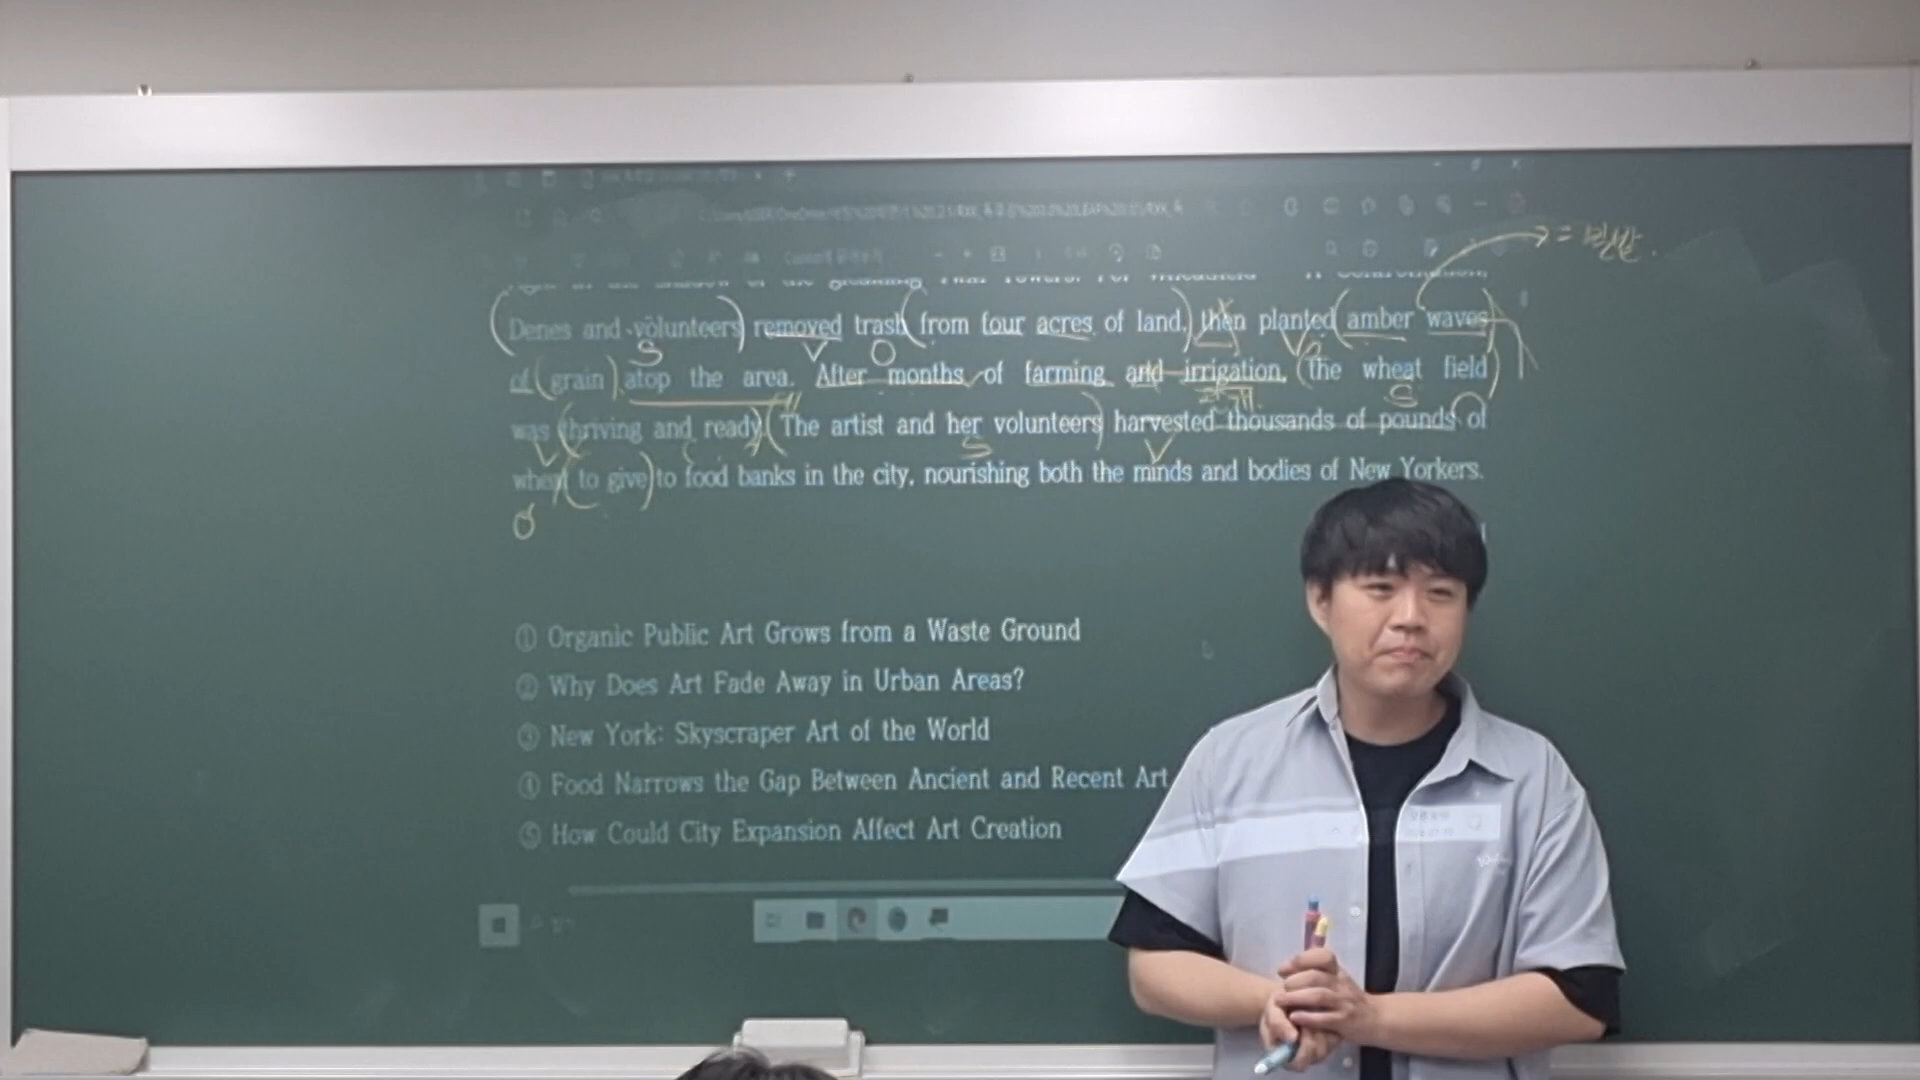 Denes and volunteers removed trash from four acres of land, then planted amber waves = 밀밭.
of grain atop the area. After months of farming and irrigation, the wheat field
was thriving and ready. The artist and her volunteers harvested thousands of pounds of
wheat to give to food banks in the city, nourishing both the minds and bodies of New Yorkers.
S V O V S
V S V
O
① Organic Public Art Grows from a Waste Ground
② Why Does Art Fade Away in Urban Areas?
③ New York: Skyscraper Art of the World
④ Food Narrows the Gap Between Ancient and Recent Art
⑤ How Could City Expansion Affect Art Creation